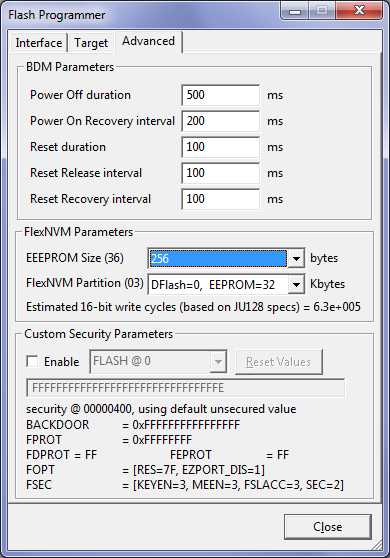 Flash Programmer
Interface Target Advanced
BDM Parameters
Power Off duration 500 ms
Power On Recovery interval 200 ms
Reset duration 100 ms
Reset Release interval 100 ms
Reset Recovery interval 100 ms
FlexNVM Parameters
EEEPROM Size (36) 256 bytes
FlexNVM Partition (03) DFlash=0, EEPROM=32 Kbytes
Estimated 16-bit write cycles (based on JU128 specs) = 6.3e+005
Custom Security Parameters
Enable FLASH @ 0 Reset Values
FFFFFFFFFFFFFFFFFFFFFFFFFFFFFFFE
security @ 00000400, using default unsecured value
BACKDOOR = 0xFFFFFFFFFFFFFFFF
FPROT = 0xFFFFFFFF
FDPROT = FF FEPROT = FF
FOPT = [RES=7F, EZPORT_DIS=1]
FSEC = [KEYEN=3, MEEN=3, FSLACC=3, SEC=2]
Close